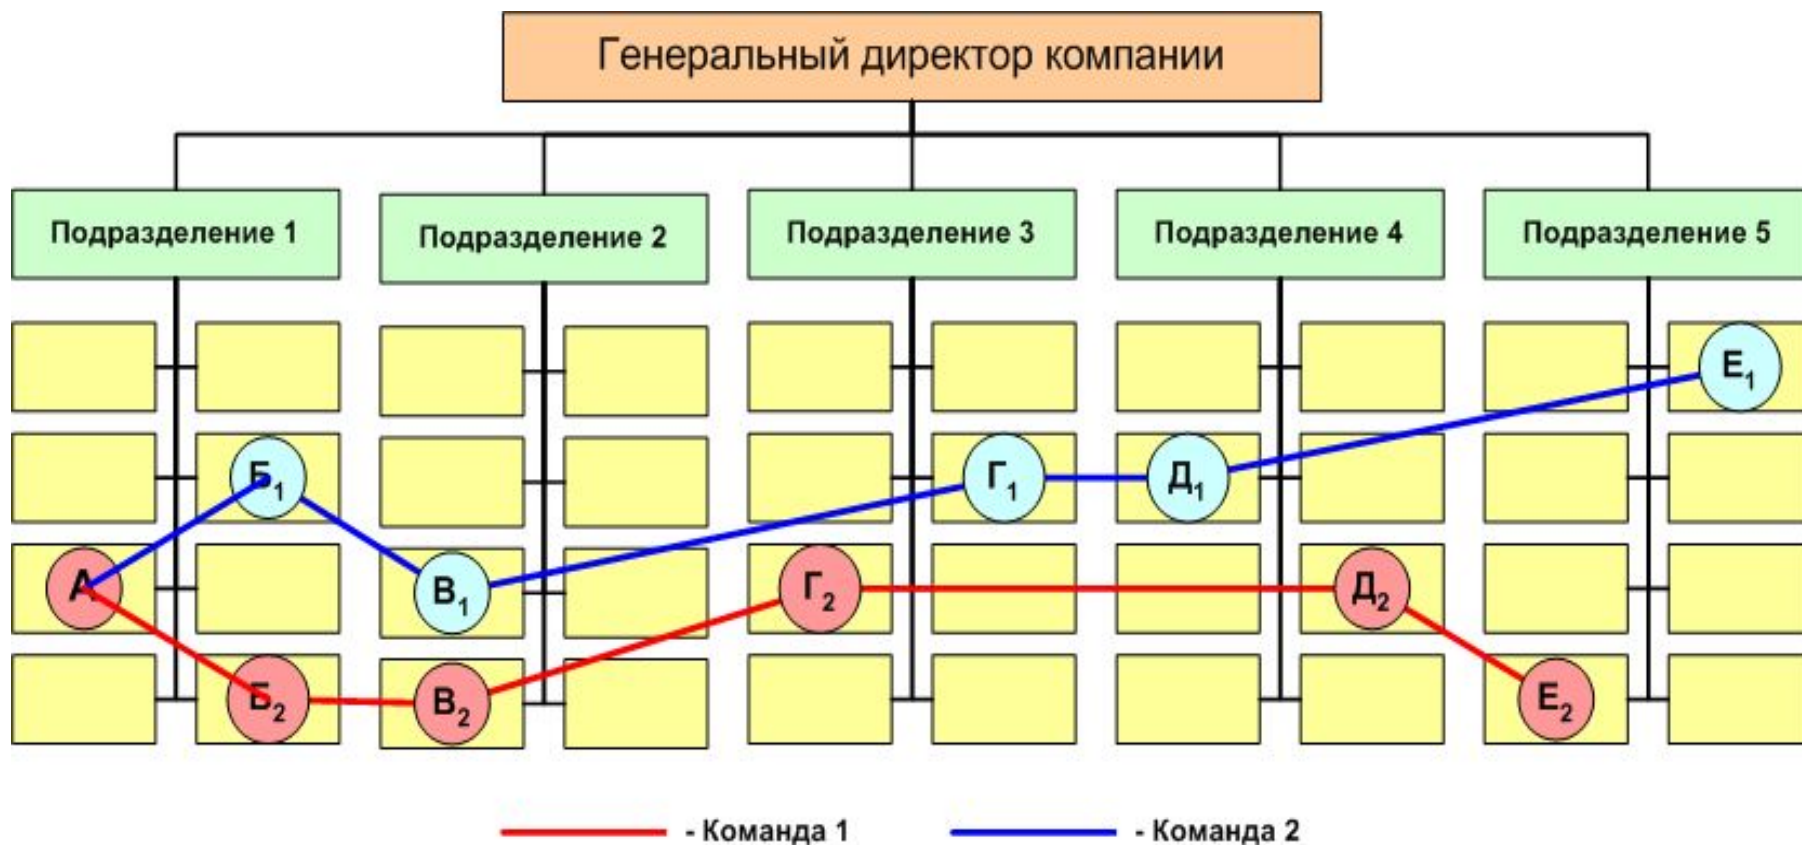 Генеральный директор компании
Подразделение 1
Подразделение 2
Подразделение 3
Подразделение 4
Подразделение 5
Е1
Б1
Г1
Д1
А
В1
Г2
Д2
Б2
В2
Е2
- Команда 1
- Команда 2